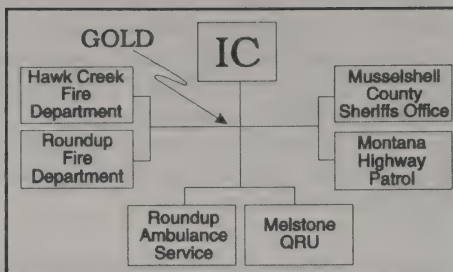 GOLD
IC
Hawk Creek
Fire
Department
Roundup
Fire
Department
Musselshell
County
Sheriffs Office
Montana
Highway
Patrol
Roundup
Ambulance
Service
Melstone
QRU